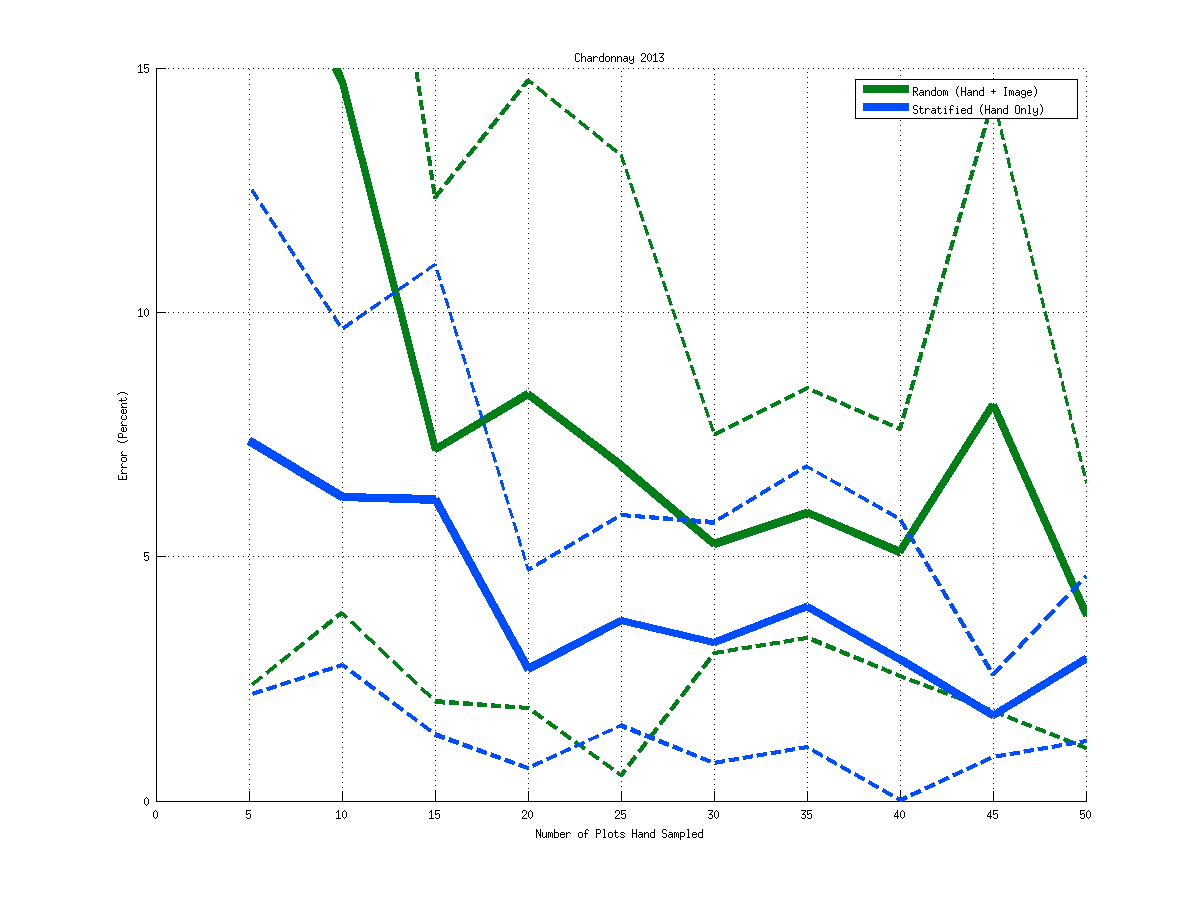 Chardonnay 2013
15
Random (Hand + Image)
Stratified (Hand Only)
10
Error (Percent)
5
0
0 5 10 15 20 25 30 35 40 45 50
Number of Plots Hand Sampled